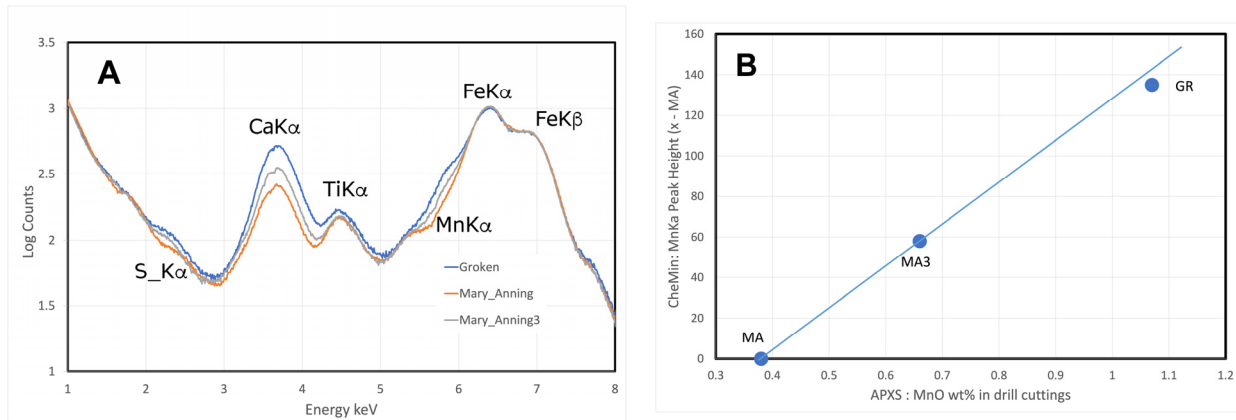 A
3.5
3
2.5
2
1.5
1
Log Counts
S_Kα
CaKα
TiKα
MnKα
FeKα
FeKβ
Groken
Mary_Anning
Mary_Anning3
1 2 3 4 5 6 7 8
Energy keV
B
160
140
120
100
80
60
40
20
0
CheMin: MnKa Peak Height (x - MA)
MA
MA3
GR
0.3 0.4 0.5 0.6 0.7 0.8 0.9 1 1.1 1.2
APXS : MnO wt% in drill cuttings